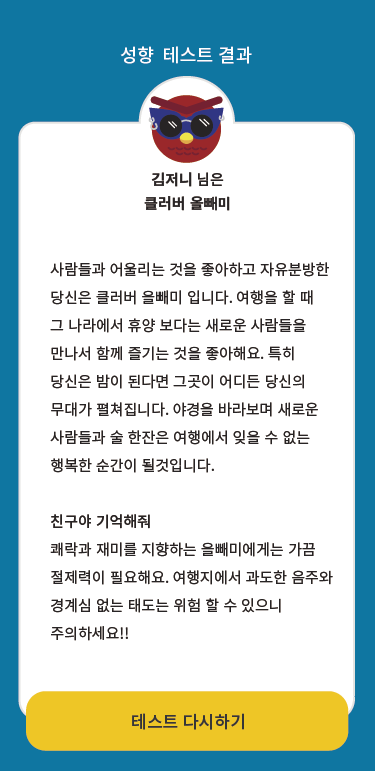 성향 테스트 결과
김저니 님은
클러버 올빼미
사람들과 어울리는 것을 좋아하고 자유분방한
당신은 클러버 올빼미 입니다. 여행을 할 때
그 나라에서 휴양 보다는 새로운 사람들을
만나서 함께 즐기는 것을 좋아해요. 특히
당신은 밤이 된다면 그곳이 어디든 당신의
무대가 펼쳐집니다. 야경을 바라보며 새로운
사람들과 술 한잔은 여행에서 잊을 수 없는
행복한 순간이 될것입니다.
친구야 기억해줘
쾌락과 재미를 지향하는 올빼미에게는 가끔
절제력이 필요해요. 여행지에서 과도한 음주와
경계심 없는 태도는 위험 할 수 있으니
주의하세요!!
테스트 다시하기